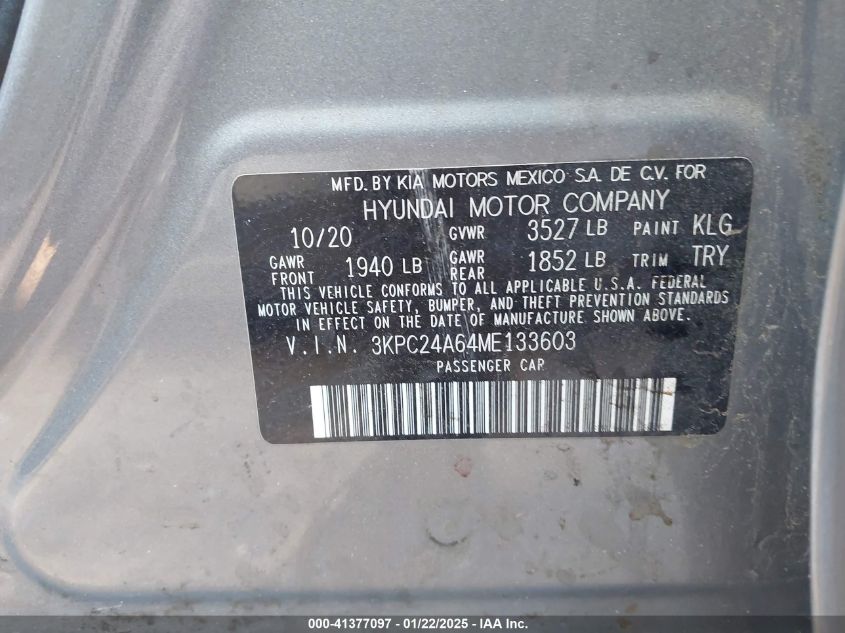 MFD. BY KIA MOTORS MEXICO S.A. DE C.V. FOR
HYUNDAI MOTOR COMPANY
10/20 GVWR 3527 LB PAINT KLG
GAWR FRONT 1940 LB GAWR REAR 1852 LB TRIM TRY
THIS VEHICLE CONFORMS TO ALL APPLICABLE U.S.A. FEDERAL
MOTOR VEHICLE SAFETY, BUMPER, AND THEFT PREVENTION STANDARDS
IN EFFECT ON THE DATE OF MANUFACTURE SHOWN ABOVE.
V.I.N. 3KPC24A64ME133603
PASSENGER CAR
000-41377097 - 01/22/2025 - IAA Inc.